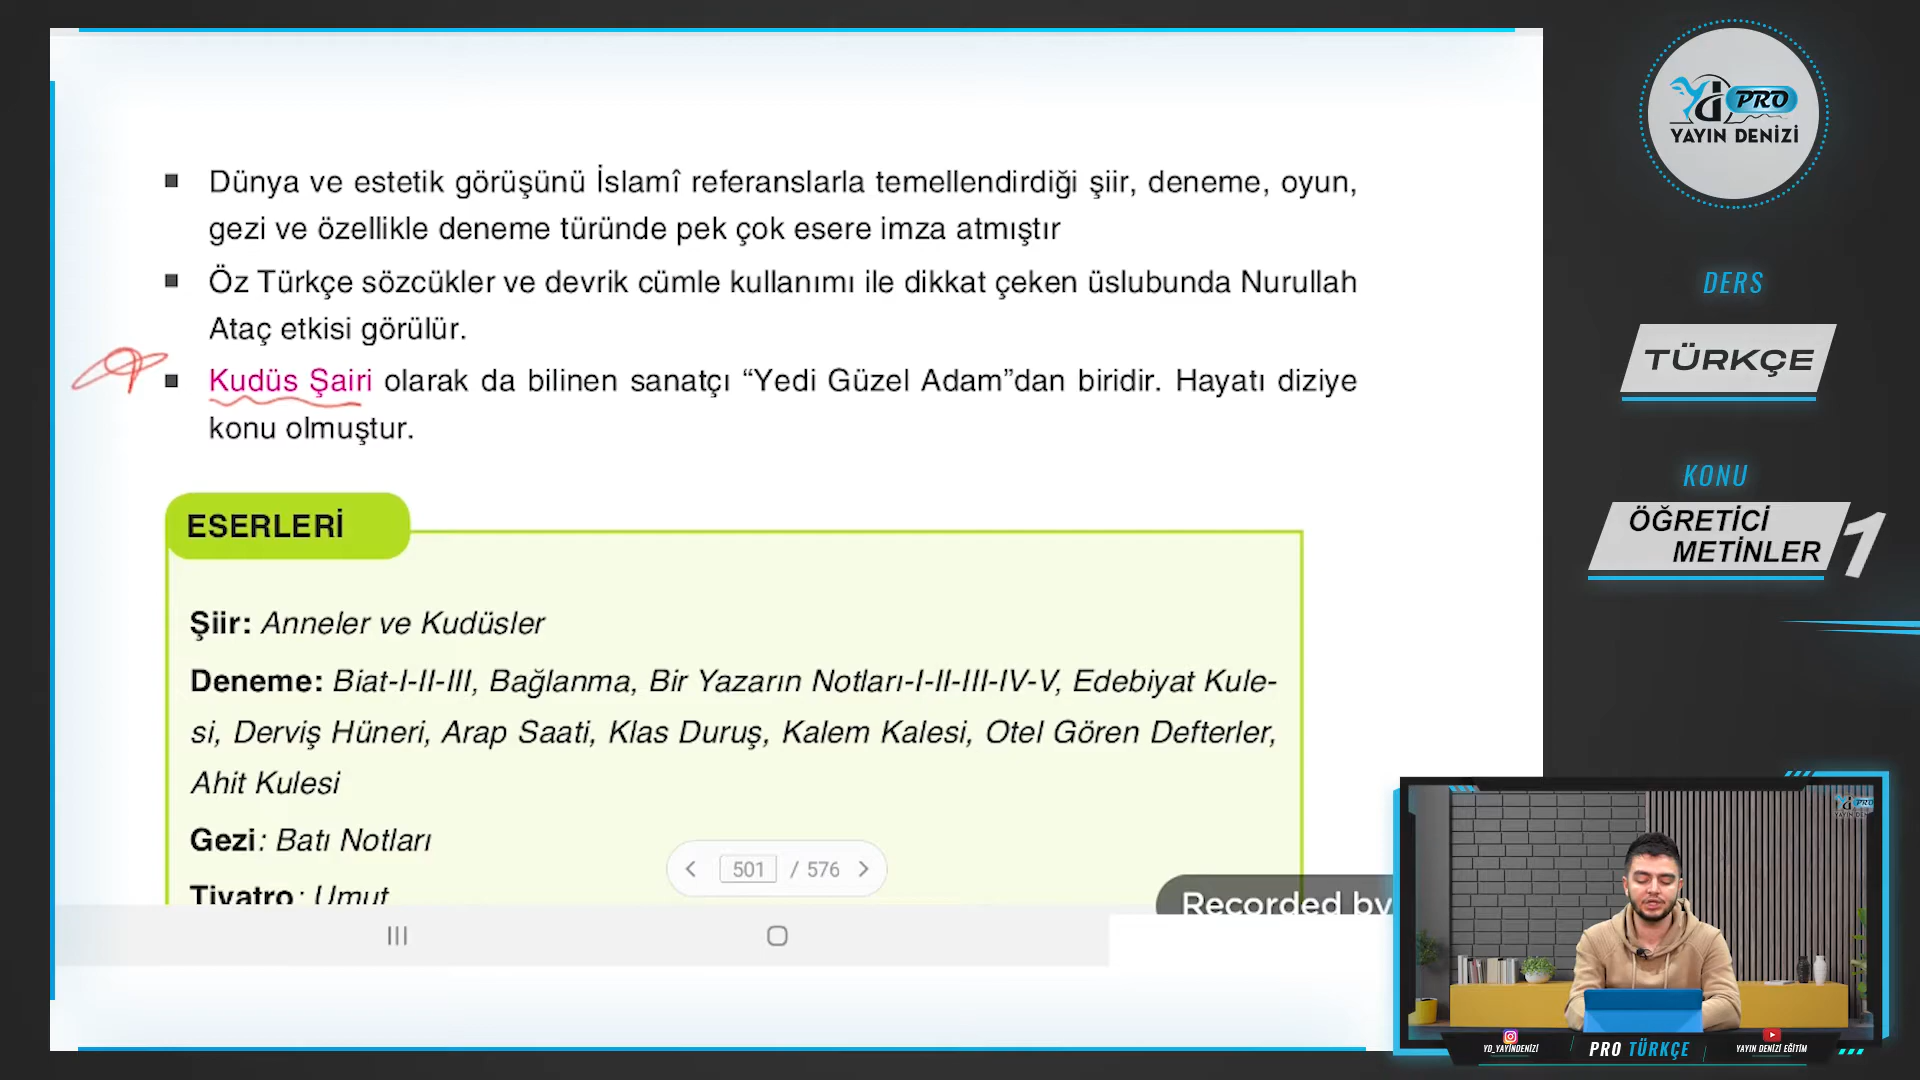 ▪ Dünya ve estetik görüşünü İslamî referanslarla temellendirdiği şiir, deneme, oyun,
gezi ve özellikle deneme türünde pek çok esere imza atmıştır
▪ Öz Türkçe sözcükler ve devrik cümle kullanımı ile dikkat çeken üslubunda Nurullah
Ataç etkisi görülür.
▪ Kudüs Şairi olarak da bilinen sanatçı “Yedi Güzel Adam”dan biridir. Hayatı diziye
konu olmuştur.
ESERLERİ
Şiir: Anneler ve Kudüsler
Deneme: Biat-I-II-III, Bağlanma, Bir Yazarın Notları-I-II-III-IV-V, Edebiyat Kule-
si, Derviş Hüneri, Arap Saati, Klas Duruş, Kalem Kalesi, Otel Gören Defterler,
Ahit Kulesi
Gezi: Batı Notları
Tiyatro: Umut
501 / 576
Recorded by
Yd PRO
YAYIN DENİZİ
DERS
TÜRKÇE
KONU
ÖĞRETİCİ
METİNLER
1
YD_YAYINDENİZİ
PRO TÜRKÇE
YAYIN DENİZİ EĞİTİM